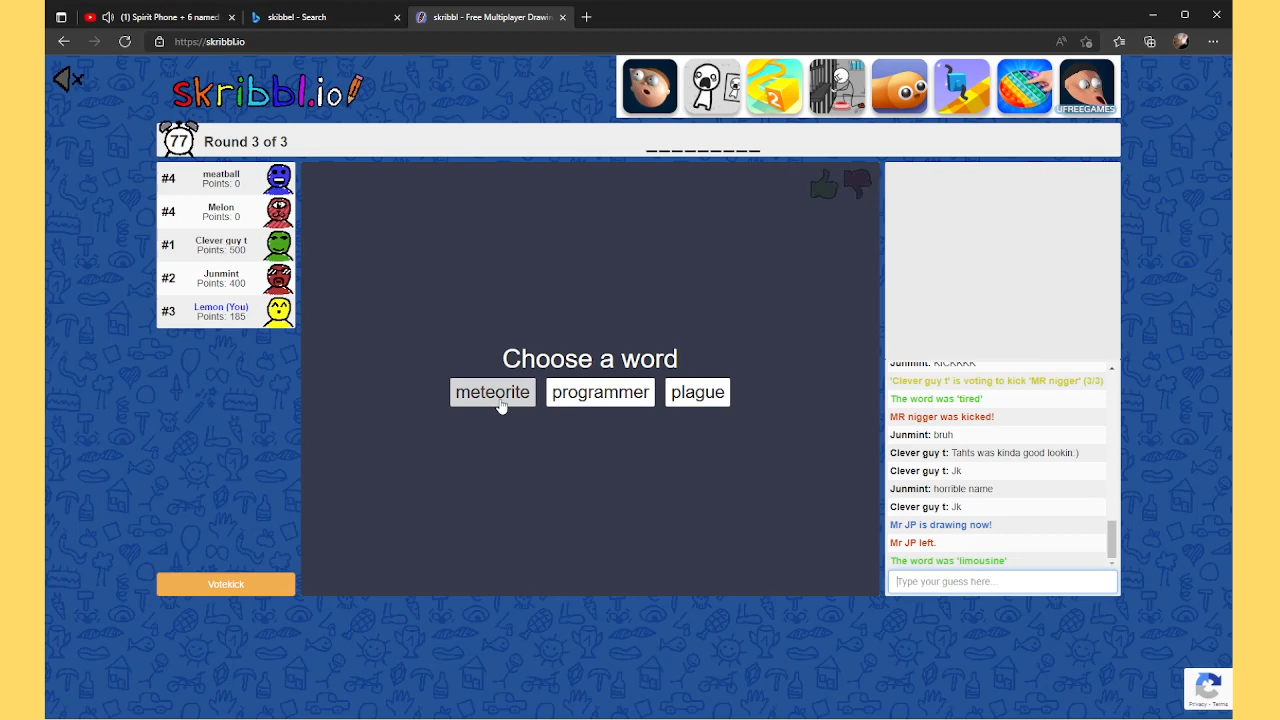 (1) Spirit Phone + 6 named
skibbel - Search
skribbl - Free Multiplayer Drawin
https://skribbl.io
skribbl.io
UFREEGAMES
77
Round 3 of 3
_ _ _ _ _ _ _ _ _
#4
meatball
Points: 0
#4
Melon
Points: 0
#1
Clever guy t
Points: 500
#2
Junmint
Points: 400
#3
Lemon (You)
Points: 185
Votekick
Choose a word
meteorite
programmer
plague
Junmint: KICKKKK
'Clever guy t' is voting to kick 'MR nigger' (3/3)
The word was 'tired'
MR nigger was kicked!
Junmint: bruh
Clever guy t: Tahts was kinda good lookin.)
Clever guy t: Jk
Junmint: horrible name
Clever guy t: Jk
Mr JP is drawing now!
Mr JP left.
The word was 'limousine'
Type your guess here...
Privacy - Terms